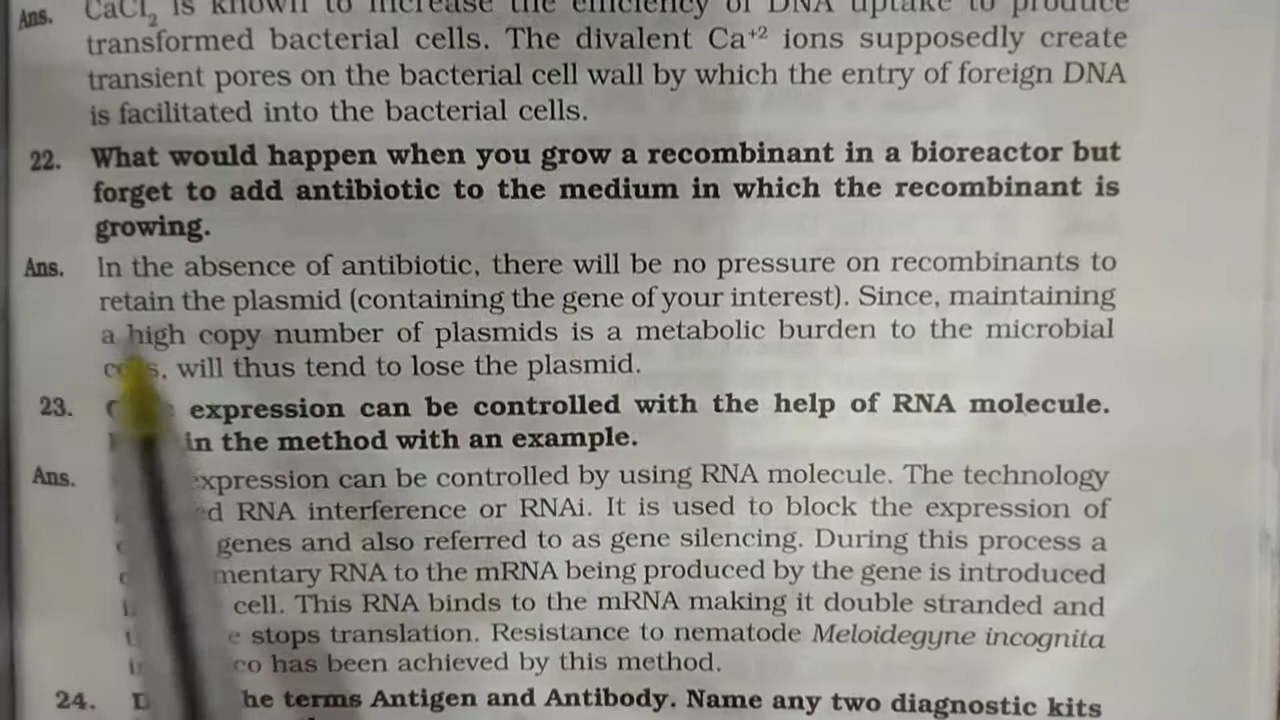 Ans. CaCl₂ is known to increase the efficiency of DNA uptake to produce
transformed bacterial cells. The divalent Ca⁺² ions supposedly create
transient pores on the bacterial cell wall by which the entry of foreign DNA
is facilitated into the bacterial cells.
22. What would happen when you grow a recombinant in a bioreactor but
forget to add antibiotic to the medium in which the recombinant is
growing.
Ans. In the absence of antibiotic, there will be no pressure on recombinants to
retain the plasmid (containing the gene of your interest). Since, maintaining
a high copy number of plasmids is a metabolic burden to the microbial
will thus tend to lose the plasmid.
23. expression can be controlled with the help of RNA molecule.
in the method with an example.
Ans. expression can be controlled by using RNA molecule. The technology
RNA interference or RNAi. It is used to block the expression of
genes and also referred to as gene silencing. During this process a
mentary RNA to the mRNA being produced by the gene is introduced
cell. This RNA binds to the mRNA making it double stranded and
stops translation. Resistance to nematode Meloidegyne incognita
co has been achieved by this method.
24. he terms Antigen and Antibody. Name any two diagnostic kits